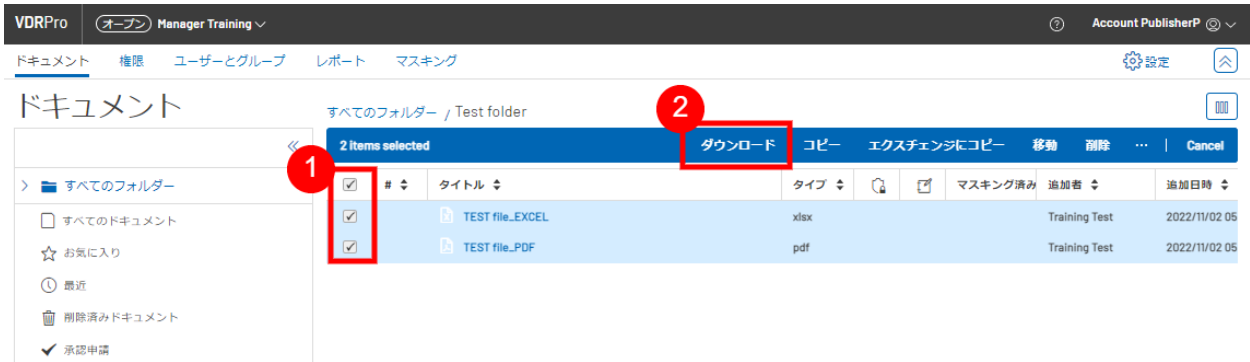 VDRPro オープン Manager Training Account PublisherP
ドキュメント 権限 ユーザーとグループ レポート マスキング 設定
ドキュメント
すべてのフォルダー / Test folder
2
2 items selected ダウンロード コピー エクスチェンジにコピー 移動 削除 ... | Cancel
1
すべてのフォルダー
# タイトル タイプ マスキング済み 追加者 追加日時
すべてのドキュメント
TEST file_EXCEL xlsx Training Test 2022/11/02 05
お気に入り
TEST file_PDF pdf Training Test 2022/11/02 05
最近
削除済みドキュメント
承認申請